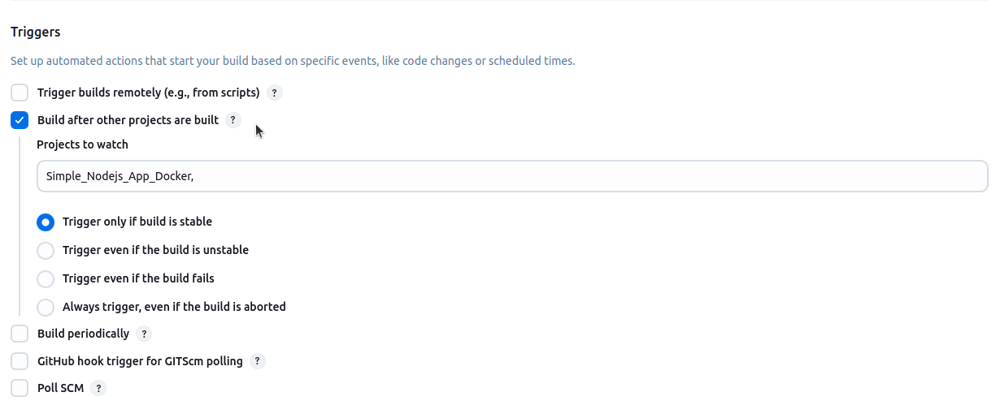 Triggers
Set up automated actions that start your build based on specific events, like code changes or scheduled times.
Trigger builds remotely (e.g., from scripts) ?
Build after other projects are built ?
Projects to watch
Simple_Nodejs_App_Docker,
Trigger only if build is stable
Trigger even if the build is unstable
Trigger even if the build fails
Always trigger, even if the build is aborted
Build periodically ?
GitHub hook trigger for GITScm polling ?
Poll SCM ?